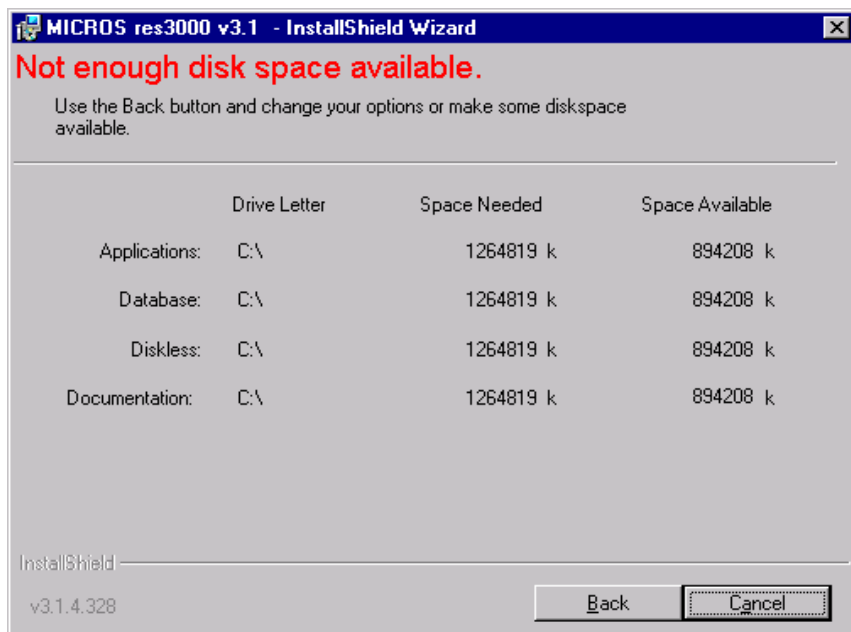 MICROS res3000 v3.1 - InstallShield Wizard
Not enough disk space available.
Use the Back button and change your options or make some diskspace
available.
Drive Letter Space Needed Space Available
Applications: C:\ 1264819 k 894208 k
Database: C:\ 1264819 k 894208 k
Diskless: C:\ 1264819 k 894208 k
Documentation: C:\ 1264819 k 894208 k
InstallShield
v3.1.4.328
Back Cancel